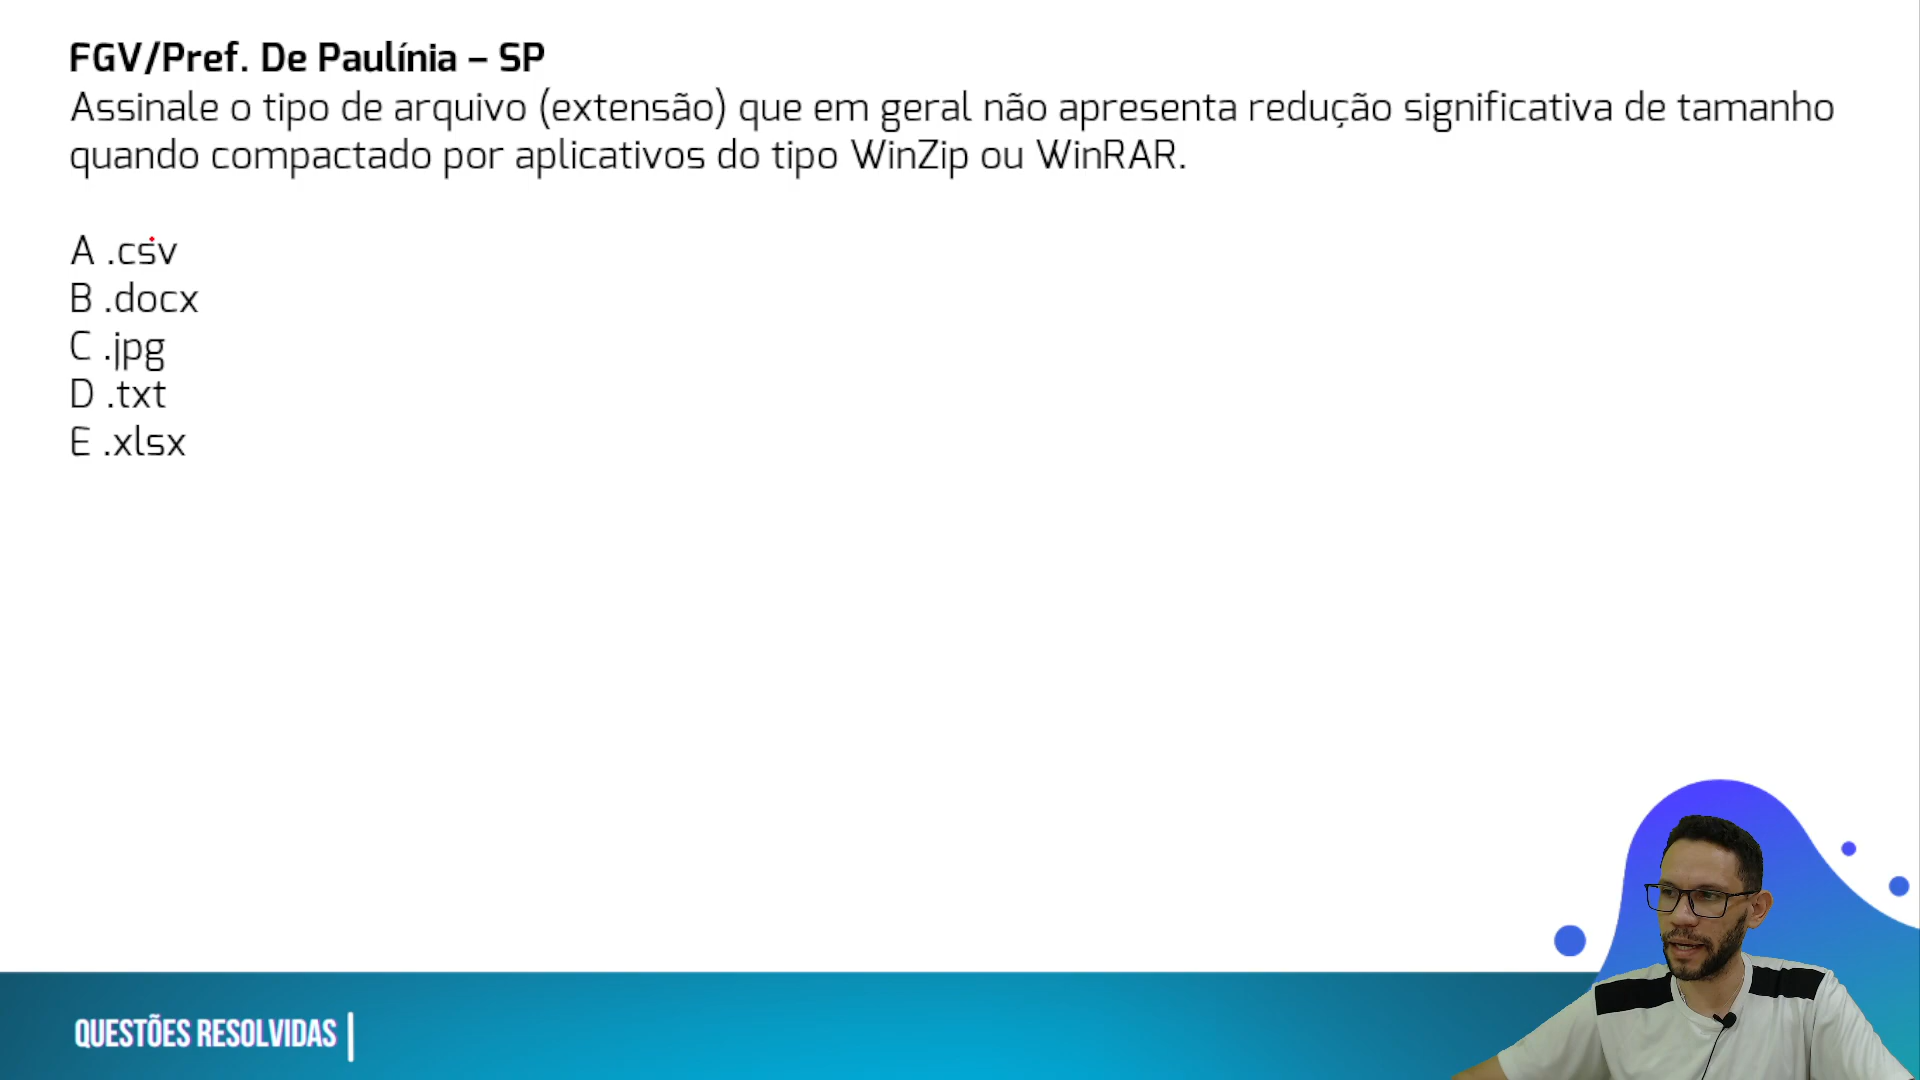 FGV/Pref. De Paulínia – SP
Assinale o tipo de arquivo (extensão) que em geral não apresenta redução significativa de tamanho
quando compactado por aplicativos do tipo WinZip ou WinRAR.
A .csv
B .docx
C .jpg
D .txt
E .xlsx
QUESTÕES RESOLVIDAS